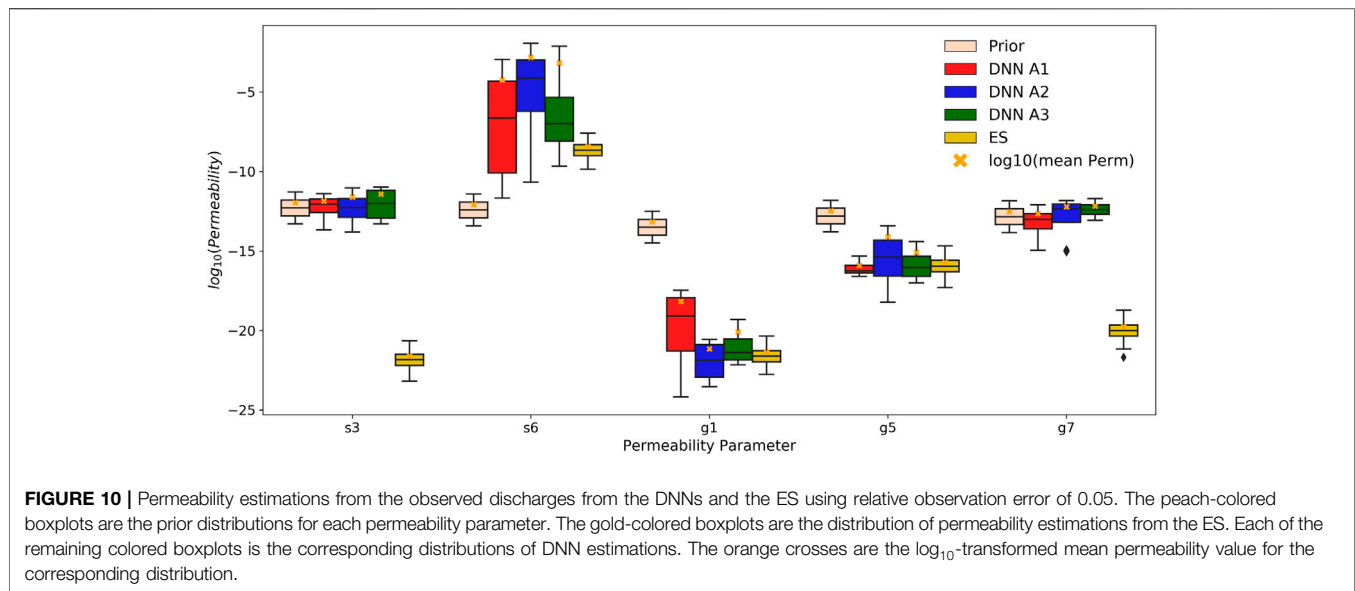 Prior
DNN A1
DNN A2
DNN A3
ES
log10(mean Perm)
log₁₀(Permeability)
−5
−10
−15
−20
−25
s3
s6
g1
g5
g7
Permeability Parameter
FIGURE 10 | Permeability estimations from the observed discharges from the DNNs and the ES using relative observation error of 0.05. The peach-colored
boxplots are the prior distributions for each permeability parameter. The gold-colored boxplots are the distribution of permeability estimations from the ES. Each of the
remaining colored boxplots is the corresponding distributions of DNN estimations. The orange crosses are the log₁₀-transformed mean permeability value for the
corresponding distribution.